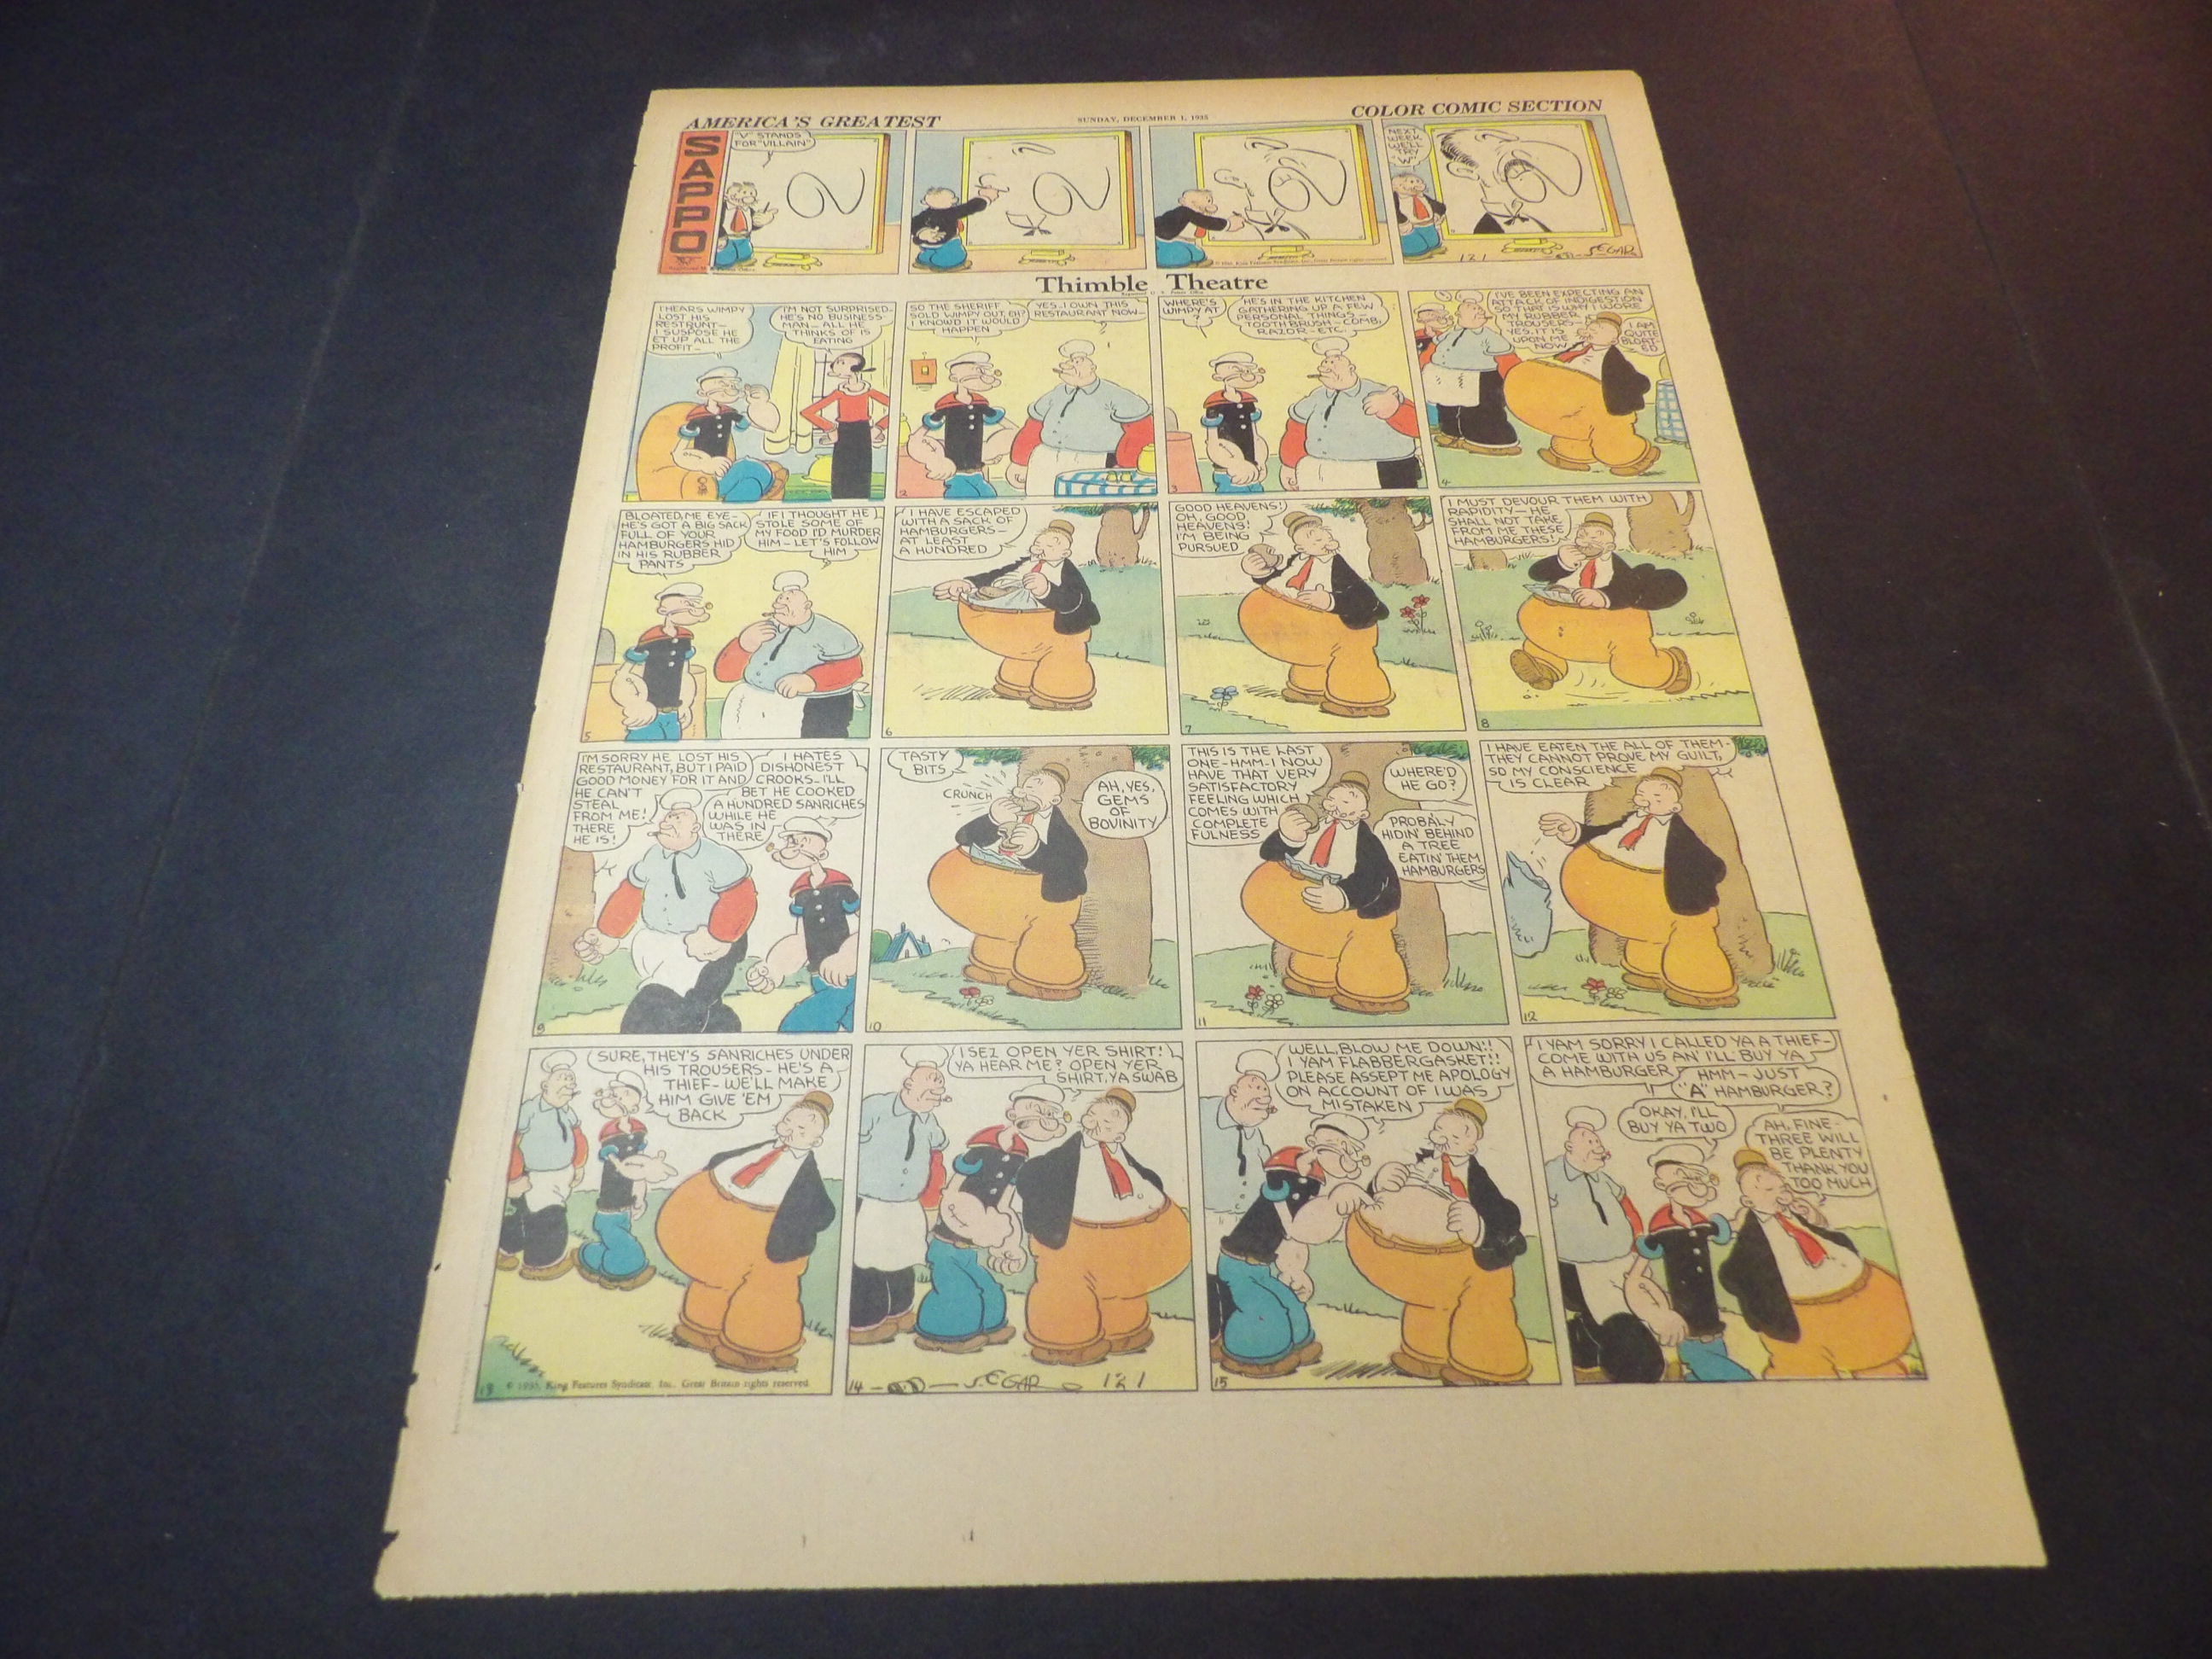 AMERICA'S GREATEST
SUNDAY, DECEMBER 1, 1935
COLOR COMIC SECTION
SAPPO
"V" STANDS
FOR "VILLAIN"
NEXT
WEEK
WE'LL
TRY
"W"
121
SEGAR
Thimble Theatre
I HEARS WIMPY
LOST HIS
RESTRUNT—
I SUSPOSE HE
ET UP ALL THE
PROFIT—
I'M NOT SURPRISED—
HE'S NO BUSINESS-
MAN— ALL HE
THINKS OF IS
EATING
SO THE SHERIFF
SOLD WIMPY OUT, EH?
I KNOWD IT WOULD
HAPPEN
YES— I OWN THIS
RESTAURANT NOW—
2
WHERE'S
WIMPY AT
?
HE'S IN THE KITCHEN
GATHERING UP A FEW
PERSONAL THINGS—
TOOTH BRUSH— COMB,
RAZOR— ETC.
3
I'VE BEEN EXPECTING AN
ATTACK OF INDIGESTION
SO THAT IS WHY I WORE
MY RUBBER
TROUSERS—
YES, IT IS
UPON ME
NOW
I AM
QUITE
BLOAT-
ED
4
BLOATED, ME EYE—
HE'S GOT A BIG SACK
FULL OF YOUR
HAMBURGERS HID
IN HIS RUBBER
PANTS
IF I THOUGHT HE
STOLE SOME OF
MY FOOD I'D MURDER
HIM— LET'S FOLLOW
HIM
5
I HAVE ESCAPED
WITH A SACK OF
HAMBURGERS—
AT LEAST
A HUNDRED
6
GOOD HEAVENS!
OH, GOOD
HEAVENS!
I'M BEING
PURSUED
7
I MUST DEVOUR THEM WITH
RAPIDITY— HE
SHALL NOT TAKE
FROM ME THESE
HAMBURGERS!
8
I'M SORRY HE LOST HIS
RESTAURANT, BUT I PAID
GOOD MONEY FOR IT AND
HE CAN'T
STEAL
FROM ME!
THERE
HE IS!
I HATES
DISHONEST
CROOKS— I'LL
BET HE COOKED
A HUNDRED SANRICHES
WHILE HE
WAS IN
THERE
9
TASTY
BITS
CRUNCH
AH, YES,
GEMS
OF
BOVINITY
10
THIS IS THE LAST
ONE— HMM— I NOW
HAVE THAT VERY
SATISFACTORY
FEELING WHICH
COMES WITH
COMPLETE
FULNESS
WHERE'D
HE GO?
PROBALY
HIDIN' BEHIND
A TREE
EATIN' THEM
HAMBURGERS
11
I HAVE EATEN THE ALL OF THEM—
THEY CANNOT PROVE MY GUILT,
SO MY CONSCIENCE
IS CLEAR
12
SURE, THEY'S SANRICHES UNDER
HIS TROUSERS— HE'S A
THIEF— WE'LL MAKE
HIM GIVE 'EM
BACK
13
© 1935, King Features Syndicate, Inc., Great Britain rights reserved.
I SEZ OPEN YER SHIRT!
YA HEAR ME? OPEN YER
SHIRT, YA SWAB
14
SEGAR
121
WELL, BLOW ME DOWN!!
I YAM FLABBERGASKET!!
PLEASE ASSEPT ME APOLOGY
ON ACCOUNT OF I WAS
MISTAKEN
15
I YAM SORRY I CALLED YA A THIEF—
COME WITH US AN' I'LL BUY YA
A HAMBURGER
HMM— JUST
"A" HAMBURGER?
OKAY, I'LL
BUY YA TWO
AH, FINE—
THREE WILL
BE PLENTY
THANK YOU
TOO MUCH